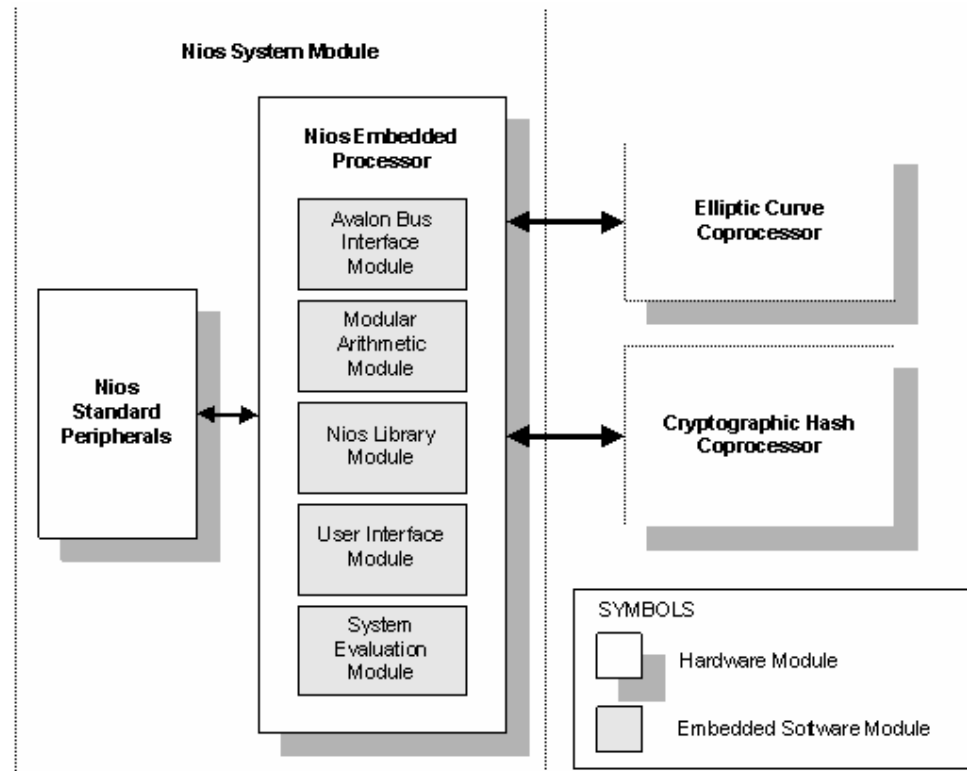 Nios System Module
Nios Embedded
Processor
Avalon Bus
Interface
Module
Modular
Arithmetic
Module
Nios Library
Module
User Interface
Module
System
Evaluation
Module
Nios
Standard
Peripherals
Elliptic Curve
Coprocessor
Cryptographic Hash
Coprocessor
SYMBOLS
Hardware Module
Embedded Software Module